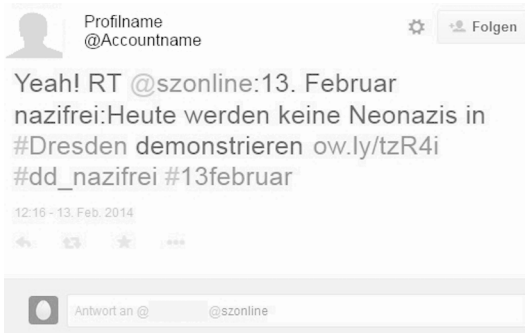 Profilname
@Accountname
Folgen
Yeah! RT @szonline:13. Februar
nazifrei:Heute werden keine Neonazis in
#Dresden demonstrieren ow.ly/tzR4i
#dd_nazifrei #13februar
12:16 - 13. Feb. 2014
Antwort an @ @szonline